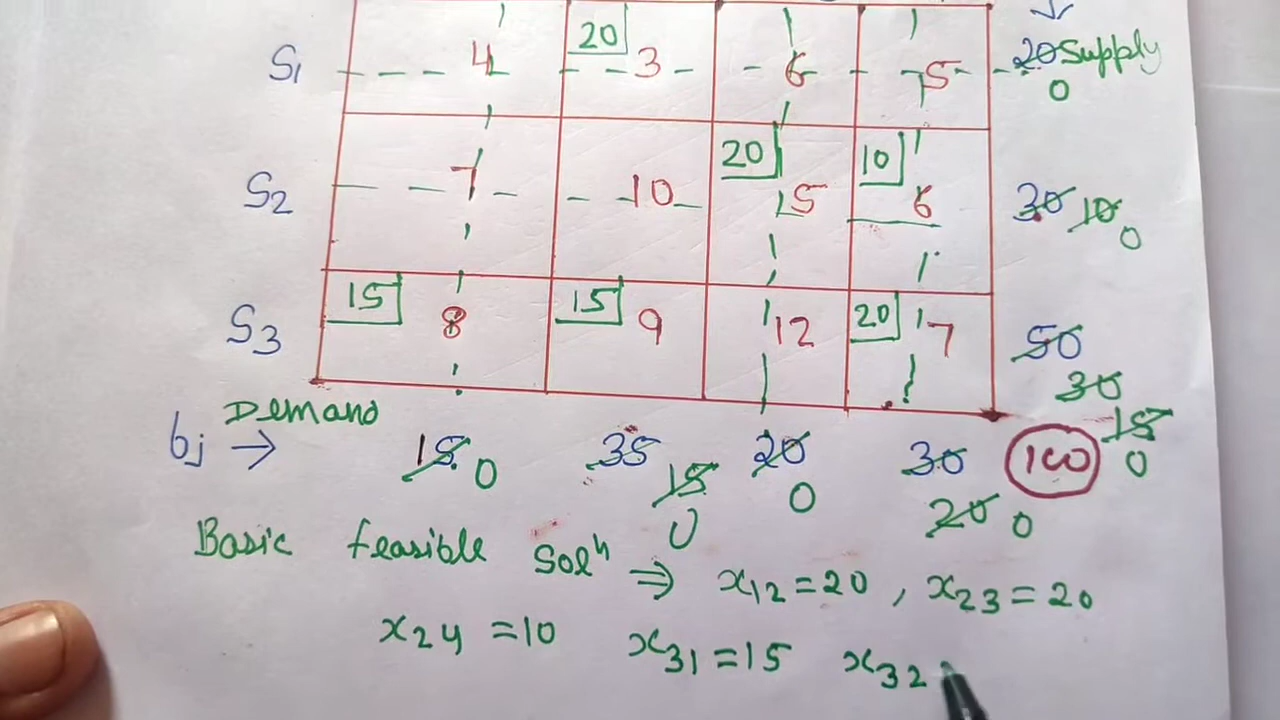 20
S1 4 3 6 5 20 Supply
0
20 10
S2 7 10 5 6 30 10 0
15 15 20
S3 8 9 12 7 50
30
Demand 15
bj → 15 0 35 20 30 100 0
15 0 20 0
0
Basic feasible Solⁿ ⇒ x12 = 20 , x23 = 20
x24 = 10 x31 = 15 x32